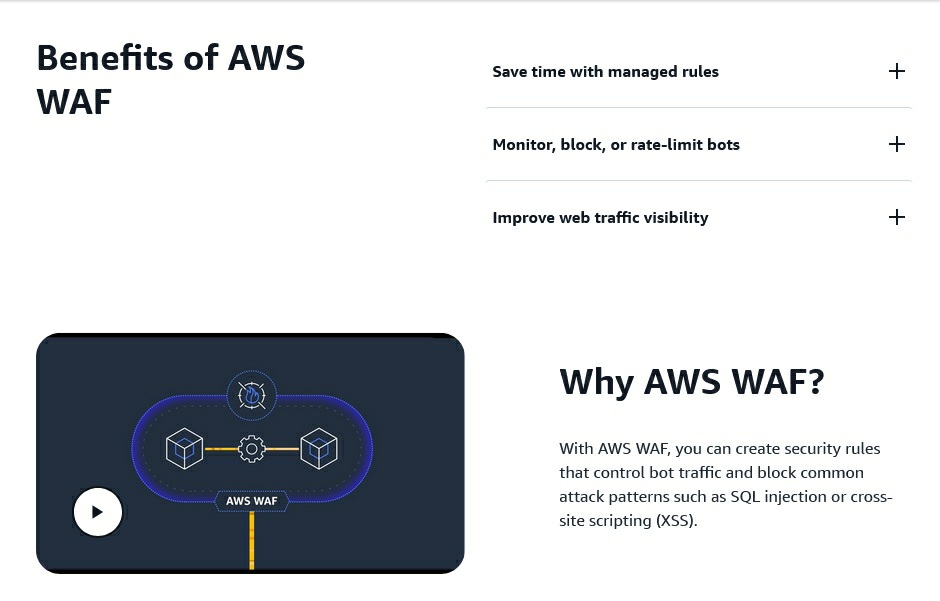 Benefits of AWS
WAF
Save time with managed rules
Monitor, block, or rate-limit bots
Improve web traffic visibility
AWS WAF
Why AWS WAF?
With AWS WAF, you can create security rules
that control bot traffic and block common
attack patterns such as SQL injection or cross-
site scripting (XSS).